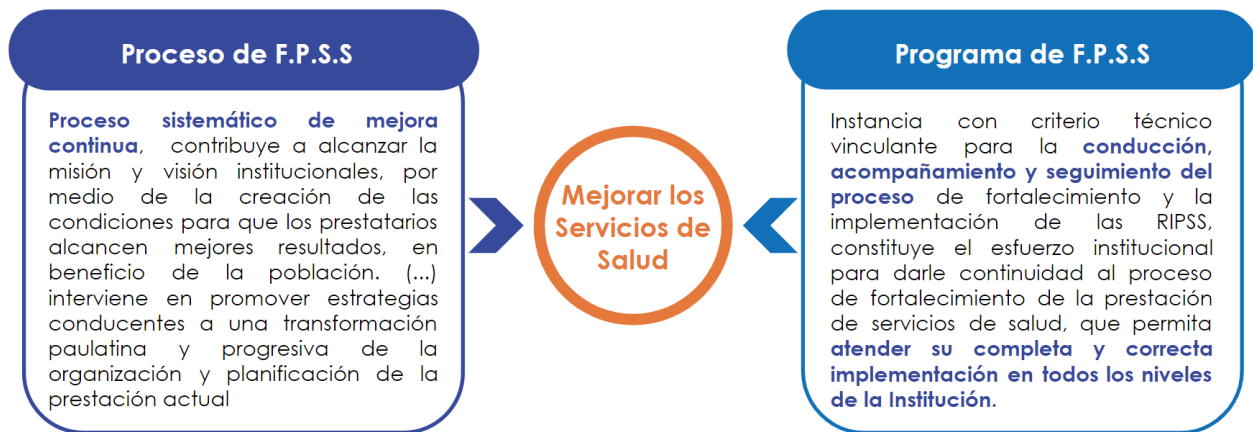 Proceso de F.P.S.S
Proceso sistemático de mejora
continua, contribuye a alcanzar la
misión y visión institucionales, por
medio de la creación de las
condiciones para que los prestatarios
alcancen mejores resultados, en
beneficio de la población. (...)
interviene en promover estrategias
conducentes a una transformación
paulatina y progresiva de la
organización y planificación de la
prestación actual
Mejorar los
Servicios de
Salud
Programa de F.P.S.S
Instancia con criterio técnico
vinculante para la conducción,
acompañamiento y seguimiento del
proceso de fortalecimiento y la
implementación de las RIPSS,
constituye el esfuerzo institucional
para darle continuidad al proceso
de fortalecimiento de la prestación
de servicios de salud, que permita
atender su completa y correcta
implementación en todos los niveles
de la Institución.